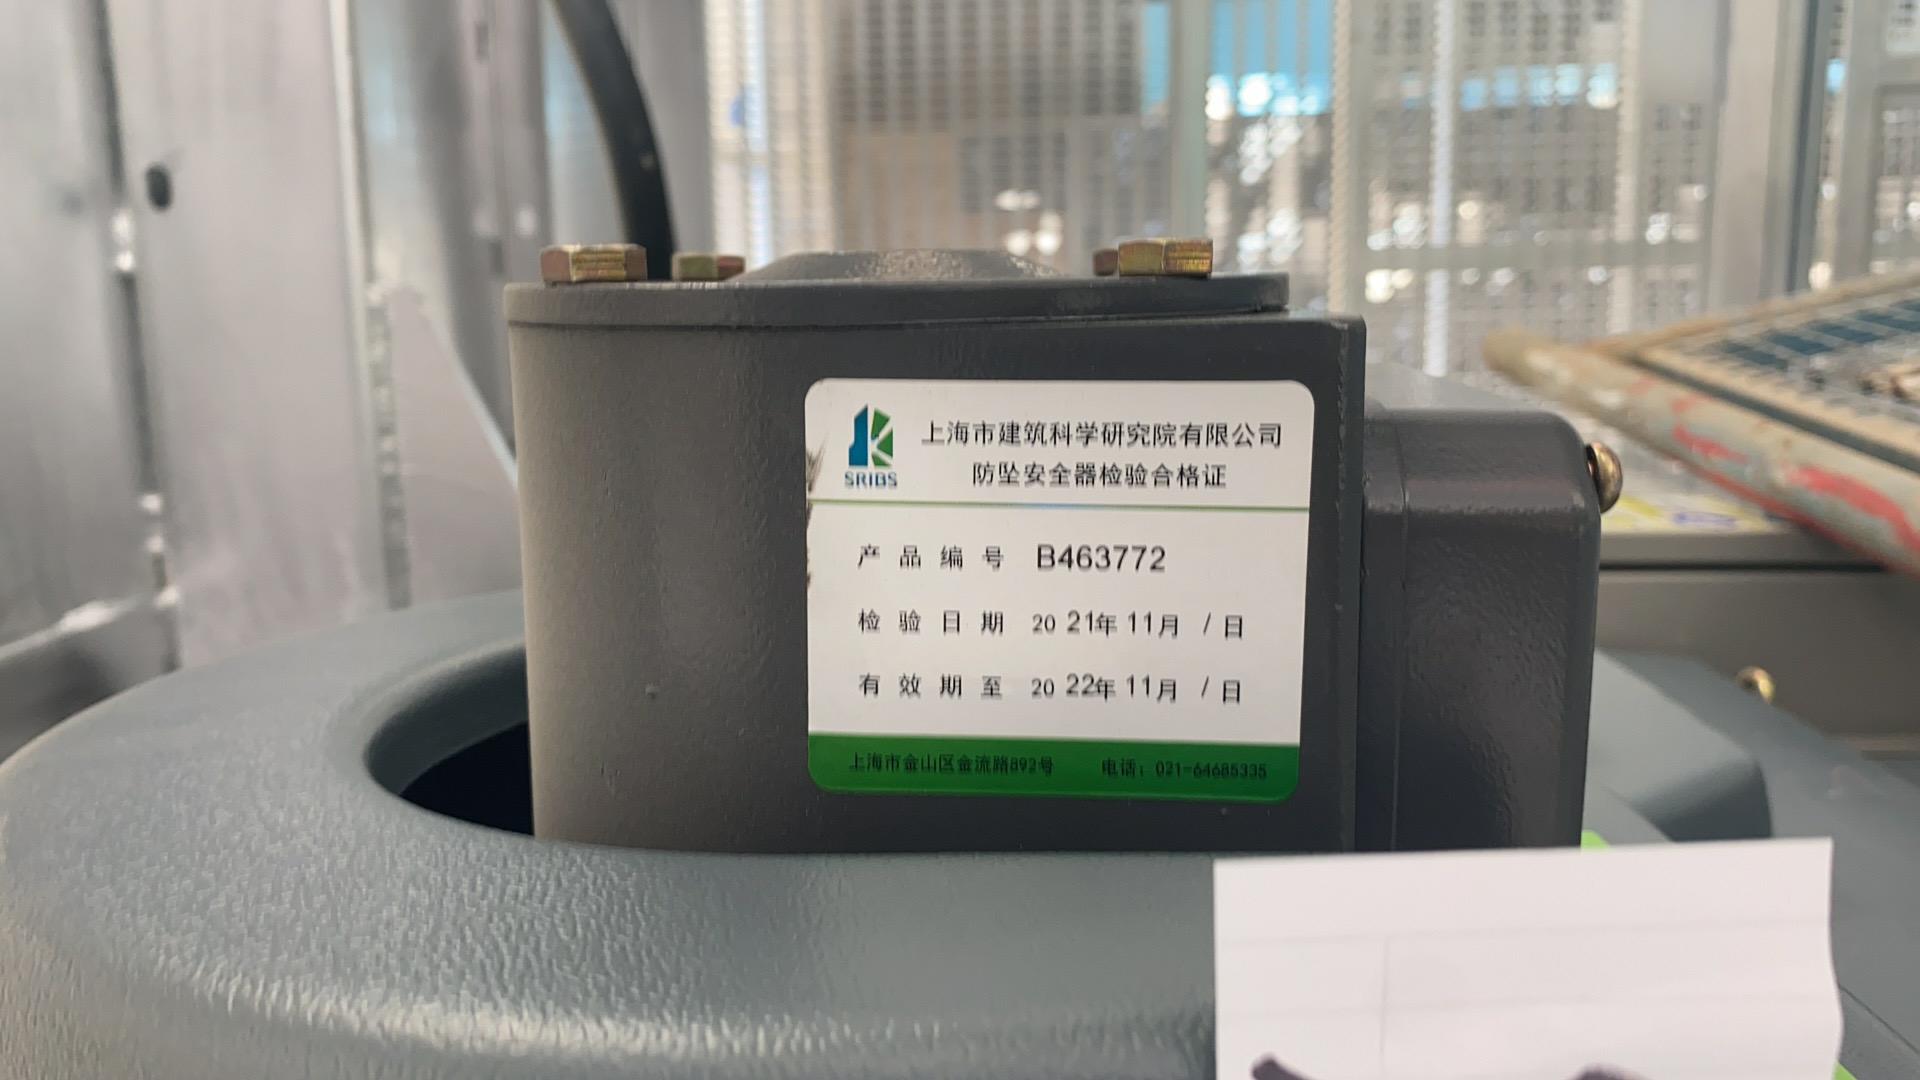 上海市建筑科学研究院有限公司
SRIBS
防坠安全器检验合格证
产品编号 B463772
检验日期 2021年11月/日
有效期至 2022年11月/日
上海市金山区金流路892号 电话：021-64685335